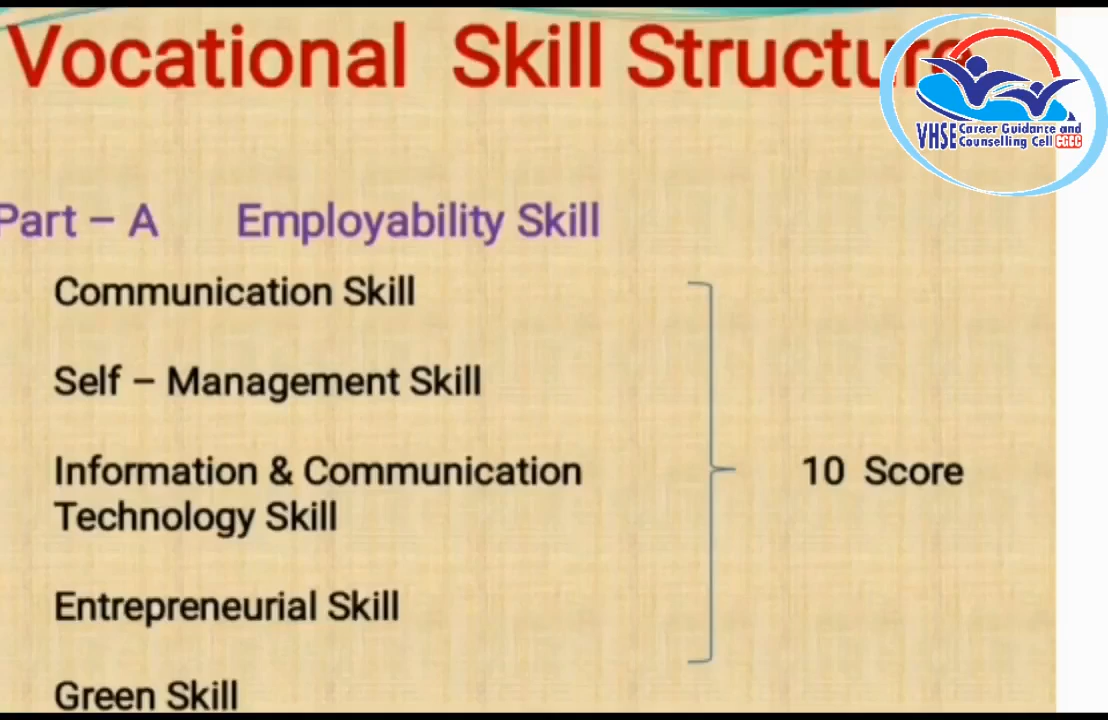 Vocational Skill Structure
VHSE Career Guidance and
Counselling Cell CGCC
Part – A Employability Skill
Communication Skill
Self – Management Skill
Information & Communication
Technology Skill
10 Score
Entrepreneurial Skill
Green Skill